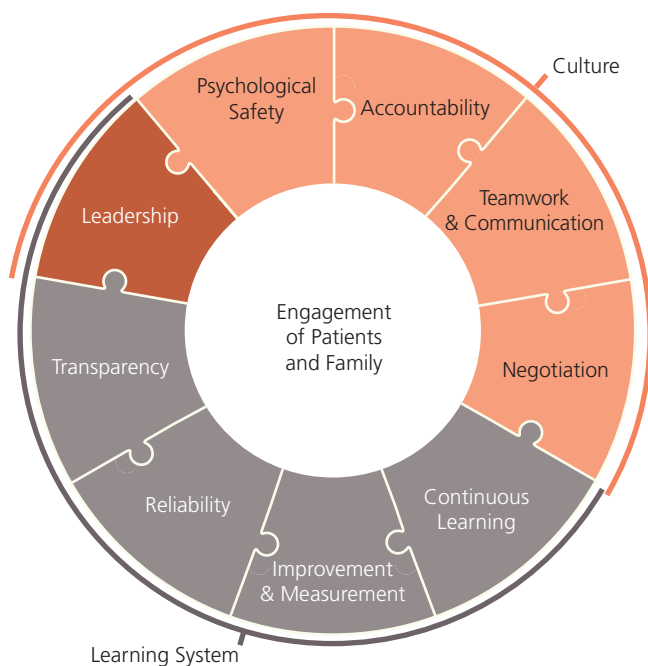 Culture
Psychological
Safety
Accountability
Teamwork
& Communication
Leadership
Engagement
of Patients
and Family
Transparency
Negotiation
Reliability
Continuous
Learning
Improvement
& Measurement
Learning System